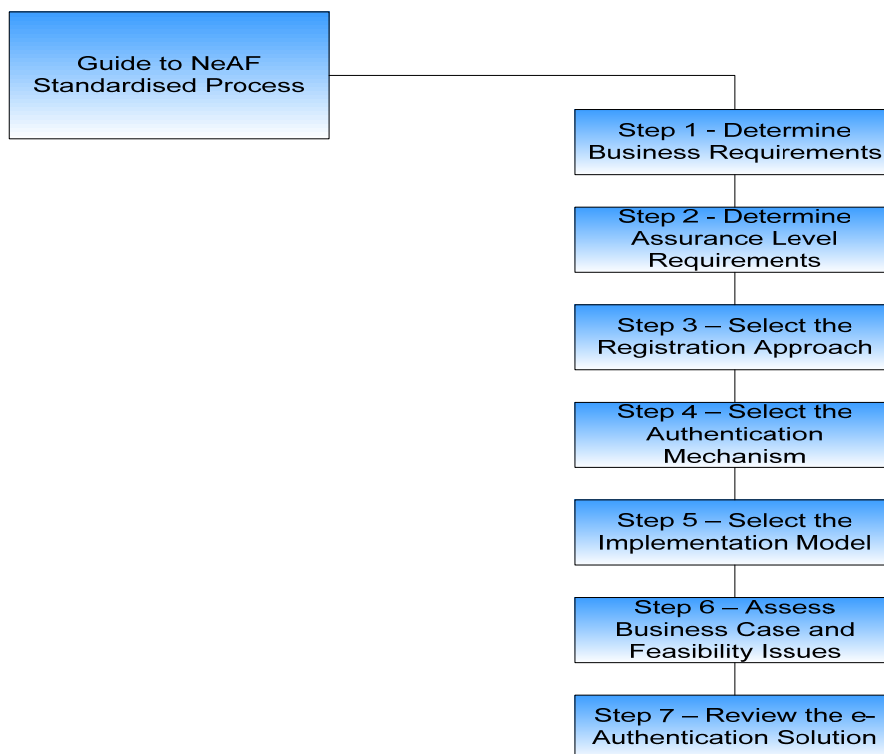 Guide to NeAF
Standardised Process
Step 1 - Determine
Business Requirements
Step 2 - Determine
Assurance Level
Requirements
Step 3 – Select the
Registration Approach
Step 4 – Select the
Authentication
Mechanism
Step 5 – Select the
Implementation Model
Step 6 – Assess
Business Case and
Feasibility Issues
Step 7 – Review the e-
Authentication Solution